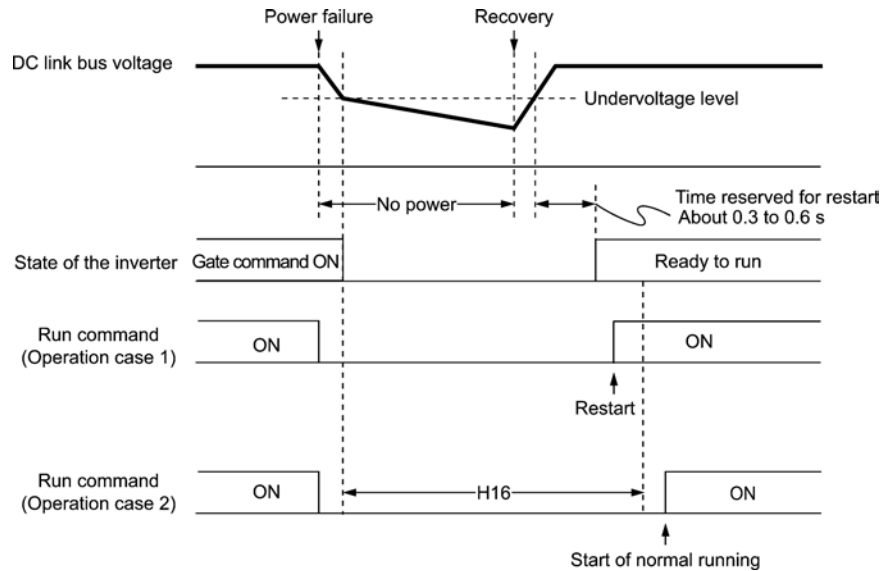 Power failure
Recovery
DC link bus voltage
Undervoltage level
No power
Time reserved for restart
About 0.3 to 0.6 s
State of the inverter
Gate command ON
Ready to run
Run command
(Operation case 1)
ON
ON
Restart
Run command
(Operation case 2)
ON
H16
ON
Start of normal running